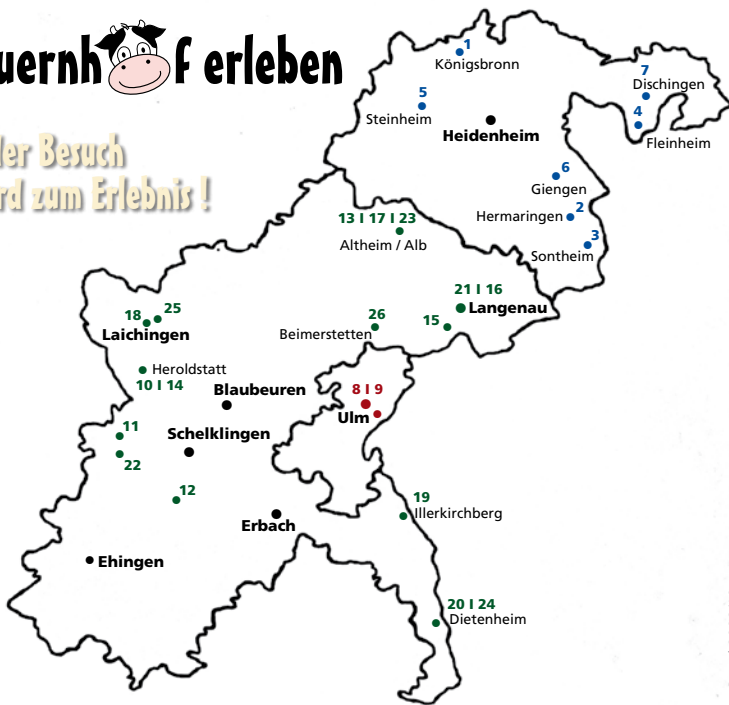 uernh f erleben
der Besuch
rd zum Erlebnis !
1
Königsbronn
7
Dischingen
5
Steinheim
4
Fleinheim
Heidenheim
6
Giengen
2
Hermaringen
3
Sontheim
13 I 17 I 23
Altheim / Alb
21 I 16
Langenau
15
26
Beimerstetten
18
25
Laichingen
Heroldstatt
10 I 14
Blaubeuren
8 I 9
Ulm
11
Schelklingen
22
12
19
Illerkirchberg
Erbach
Ehingen
20 I 24
Dietenheim